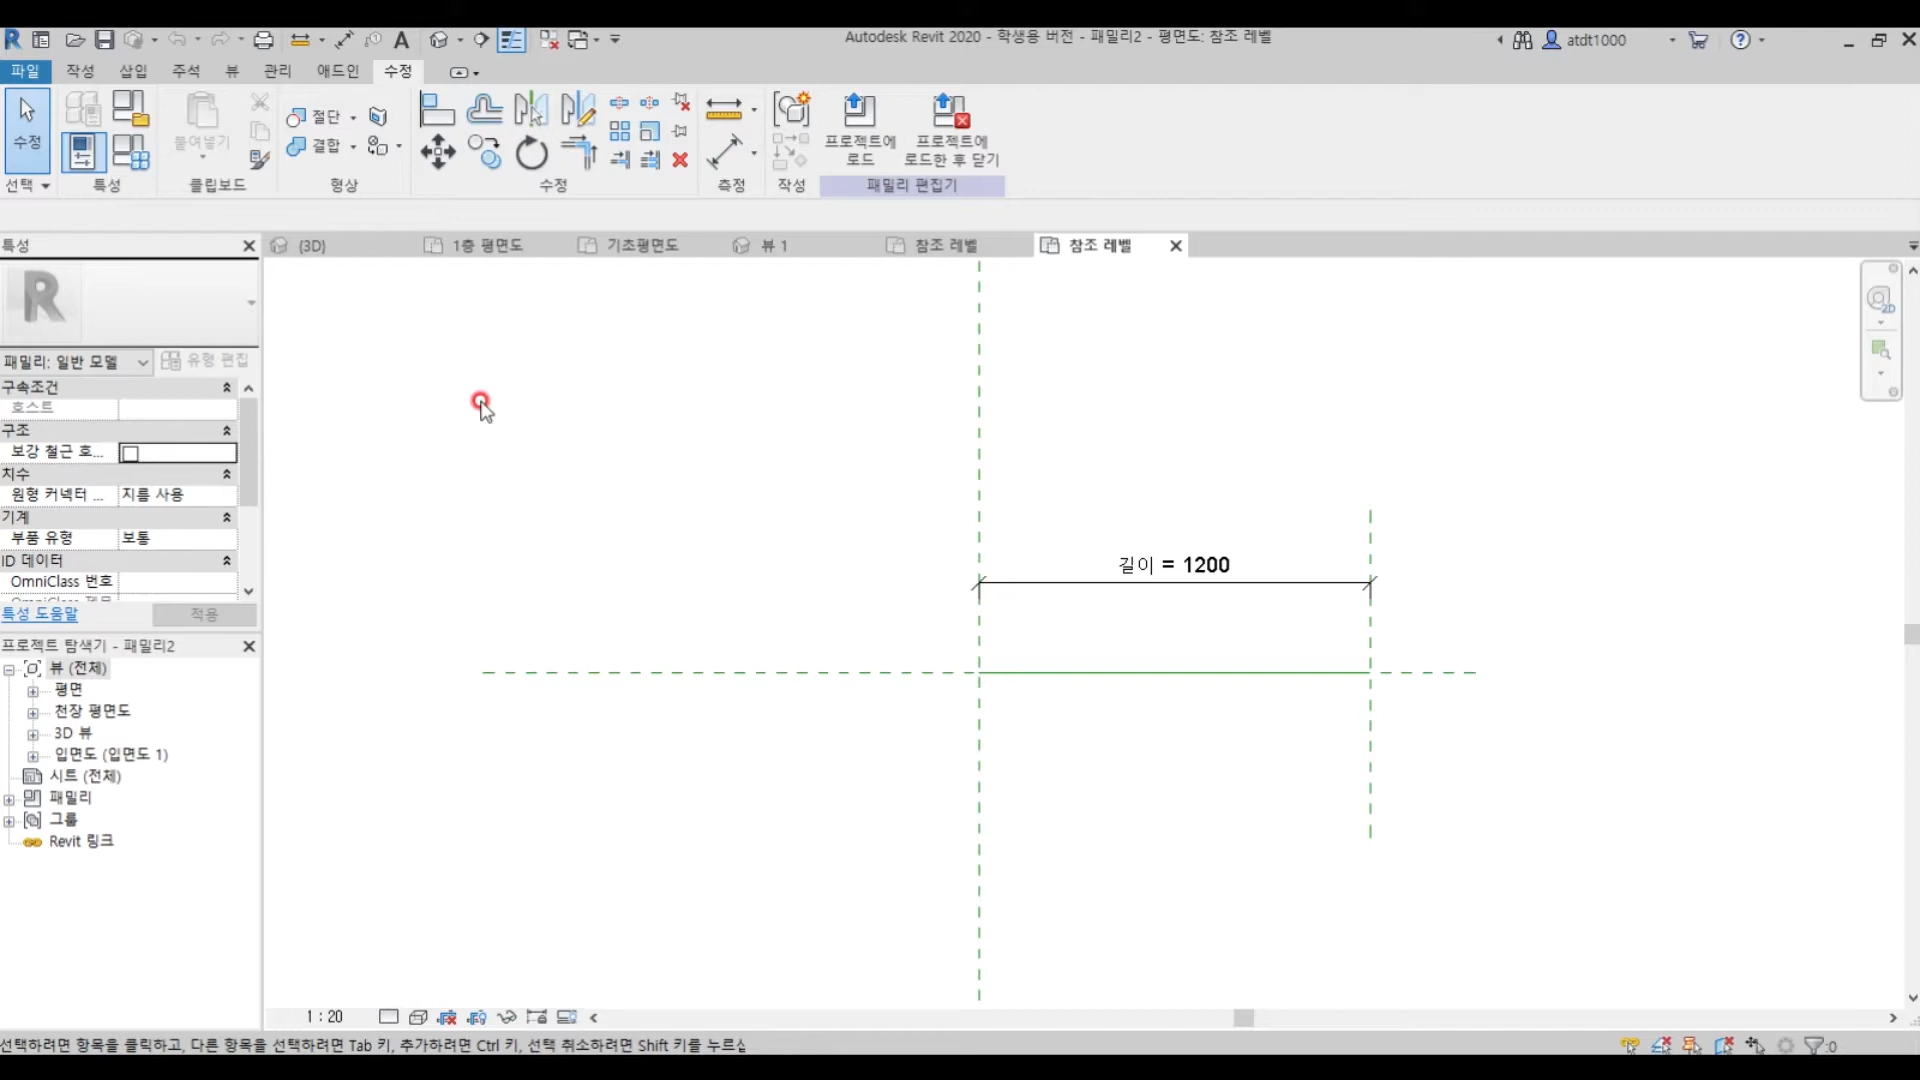 Autodesk Revit 2020 - 학생용 버전 - 패밀리2 - 평면도: 참조 레벨
atdt1000
파일 작성 삽입 주석 뷰 관리 애드인 수정
수정
붙여넣기
절단
결합
프로젝트에
로드
프로젝트에
로드한 후 닫기
선택 특성 클립보드 형상 수정 측정 작성 패밀리 편집기
특성
(3D) 1층 평면도 기초평면도 뷰 1 참조 레벨 참조 레벨
패밀리: 일반 모델 유형 편집
구속조건
호스트
구조
보강 철근 호...
치수
원형 커넥터 ... 지름 사용
기계
부품 유형 보통
ID 데이터
OmniClass 번호
특성 도움말 적용
프로젝트 탐색기 - 패밀리2
뷰 (전체)
평면
천장 평면도
3D 뷰
입면도 (입면도 1)
시트 (전체)
패밀리
그룹
Revit 링크
길이 = 1200
2D
1 : 20
선택하려면 항목을 클릭하고, 다른 항목을 선택하려면 Tab 키, 추가하려면 Ctrl 키, 선택 취소하려면 Shift 키를 누르십
:0